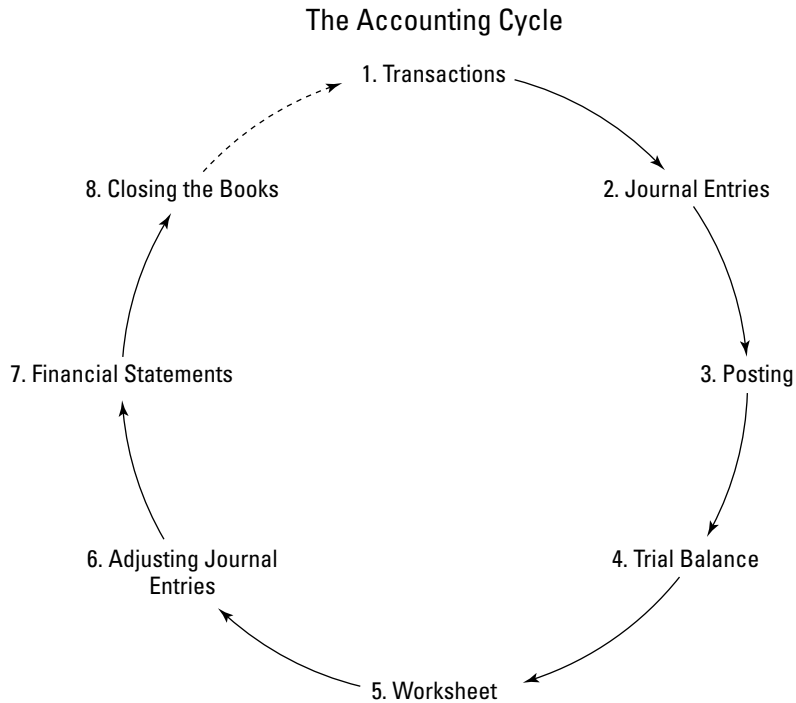 The Accounting Cycle
1. Transactions
2. Journal Entries
3. Posting
4. Trial Balance
5. Worksheet
6. Adjusting Journal
Entries
7. Financial Statements
8. Closing the Books